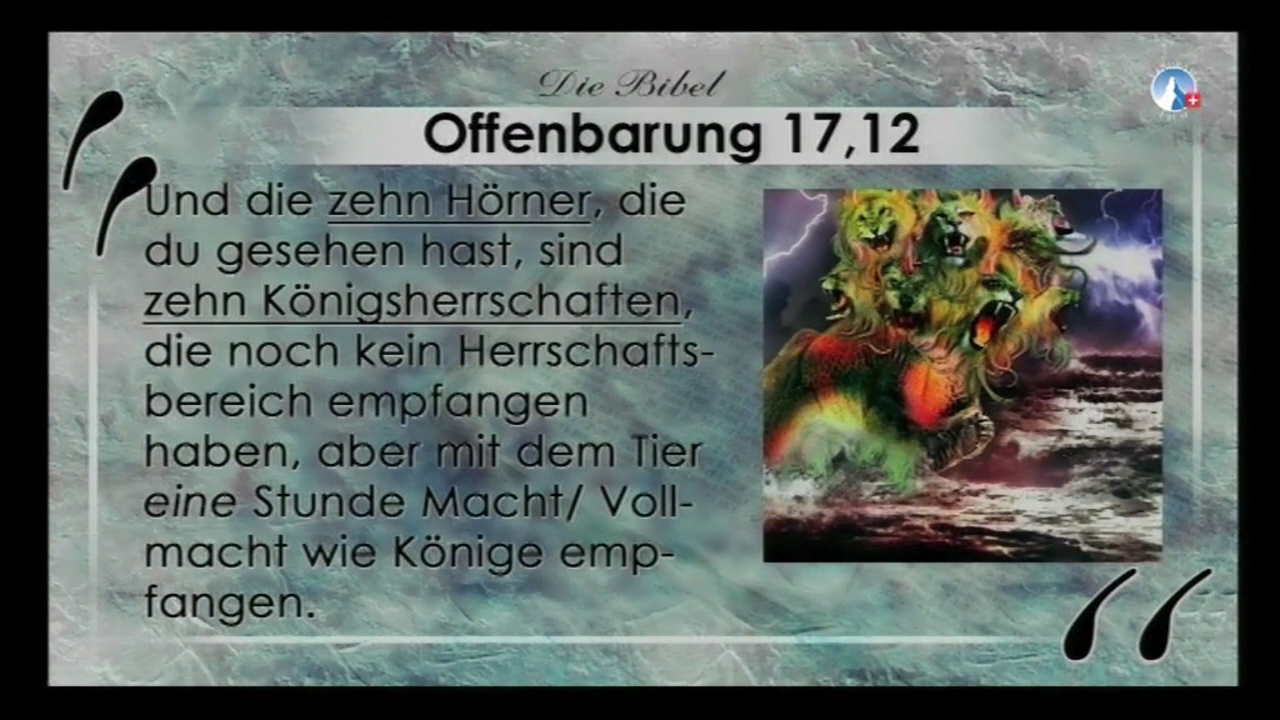 Die Bibel
Offenbarung 17,12
Und die zehn Hörner, die
du gesehen hast, sind
zehn Königsherrschaften,
die noch kein Herrschafts-
bereich empfangen
haben, aber mit dem Tier
eine Stunde Macht/ Voll-
macht wie Könige emp-
fangen.